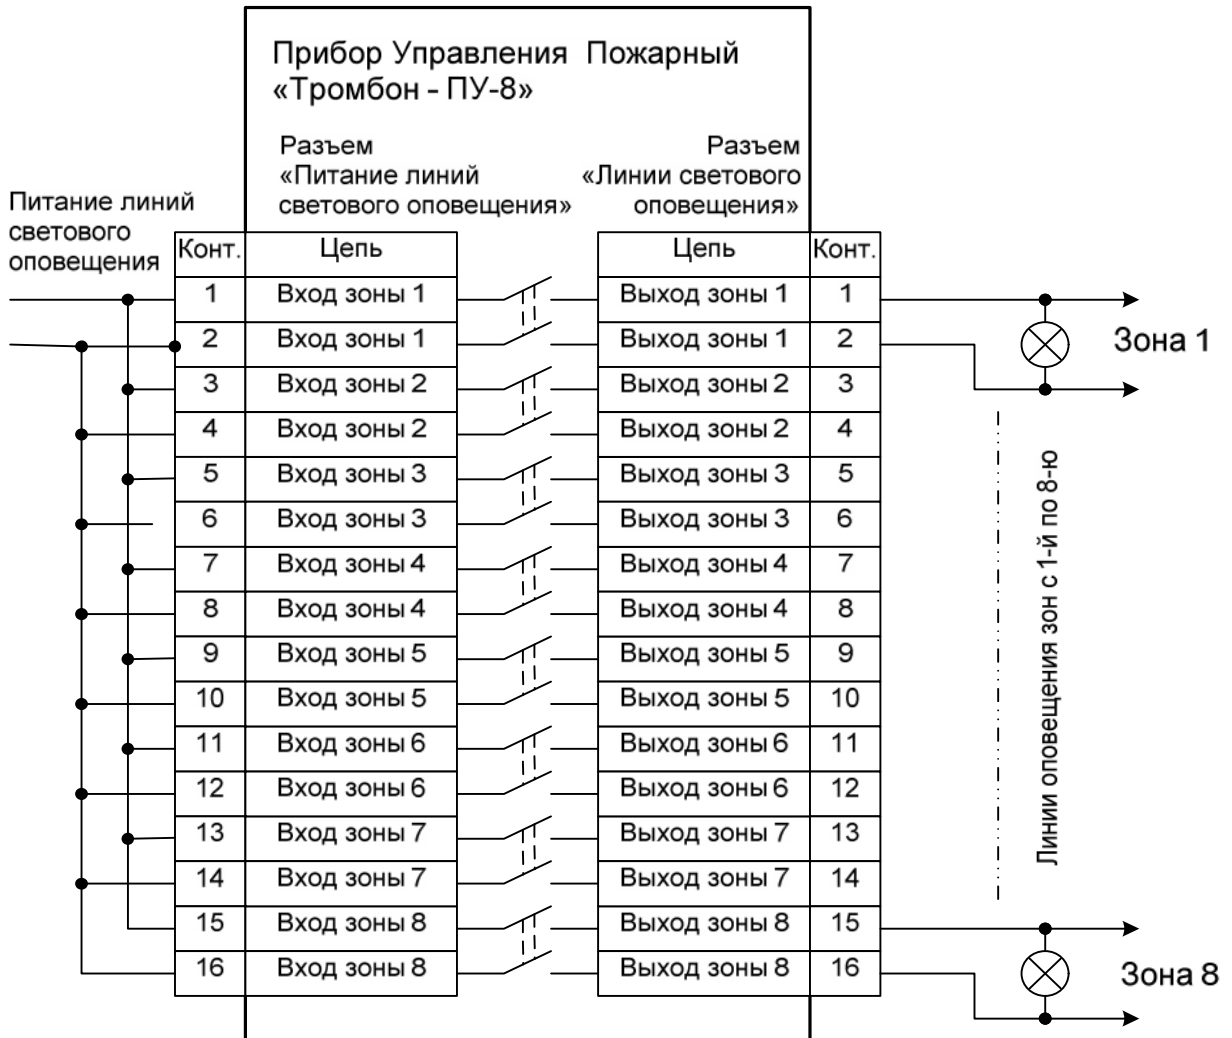 Прибор Управления Пожарный
«Тромбон - ПУ-8»
Разъем
«Питание линий
светового оповещения»
Разъем
«Линии светового
оповещения»
Питание линий
светового
оповещения
Конт. Цепь Цепь Конт.
1 Вход зоны 1 Выход зоны 1 1
2 Вход зоны 1 Выход зоны 1 2
3 Вход зоны 2 Выход зоны 2 3
4 Вход зоны 2 Выход зоны 2 4
5 Вход зоны 3 Выход зоны 3 5
6 Вход зоны 3 Выход зоны 3 6
7 Вход зоны 4 Выход зоны 4 7
8 Вход зоны 4 Выход зоны 4 8
9 Вход зоны 5 Выход зоны 5 9
10 Вход зоны 5 Выход зоны 5 10
11 Вход зоны 6 Выход зоны 6 11
12 Вход зоны 6 Выход зоны 6 12
13 Вход зоны 7 Выход зоны 7 13
14 Вход зоны 7 Выход зоны 7 14
15 Вход зоны 8 Выход зоны 8 15
16 Вход зоны 8 Выход зоны 8 16
Зона 1
Линии оповещения зон с 1-й по 8-ю
Зона 8